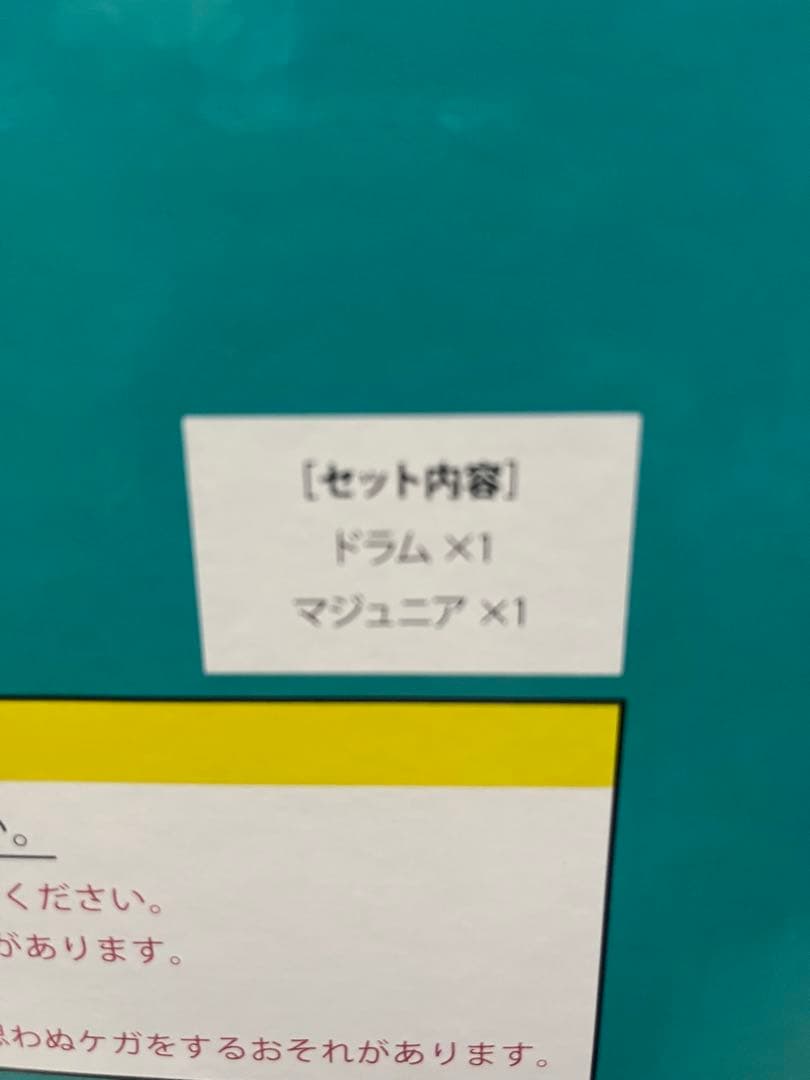 [セット内容]
ドラム ×1
マジュニア ×1
い。
ください。
があります。
思わぬケガをするおそれがあります。